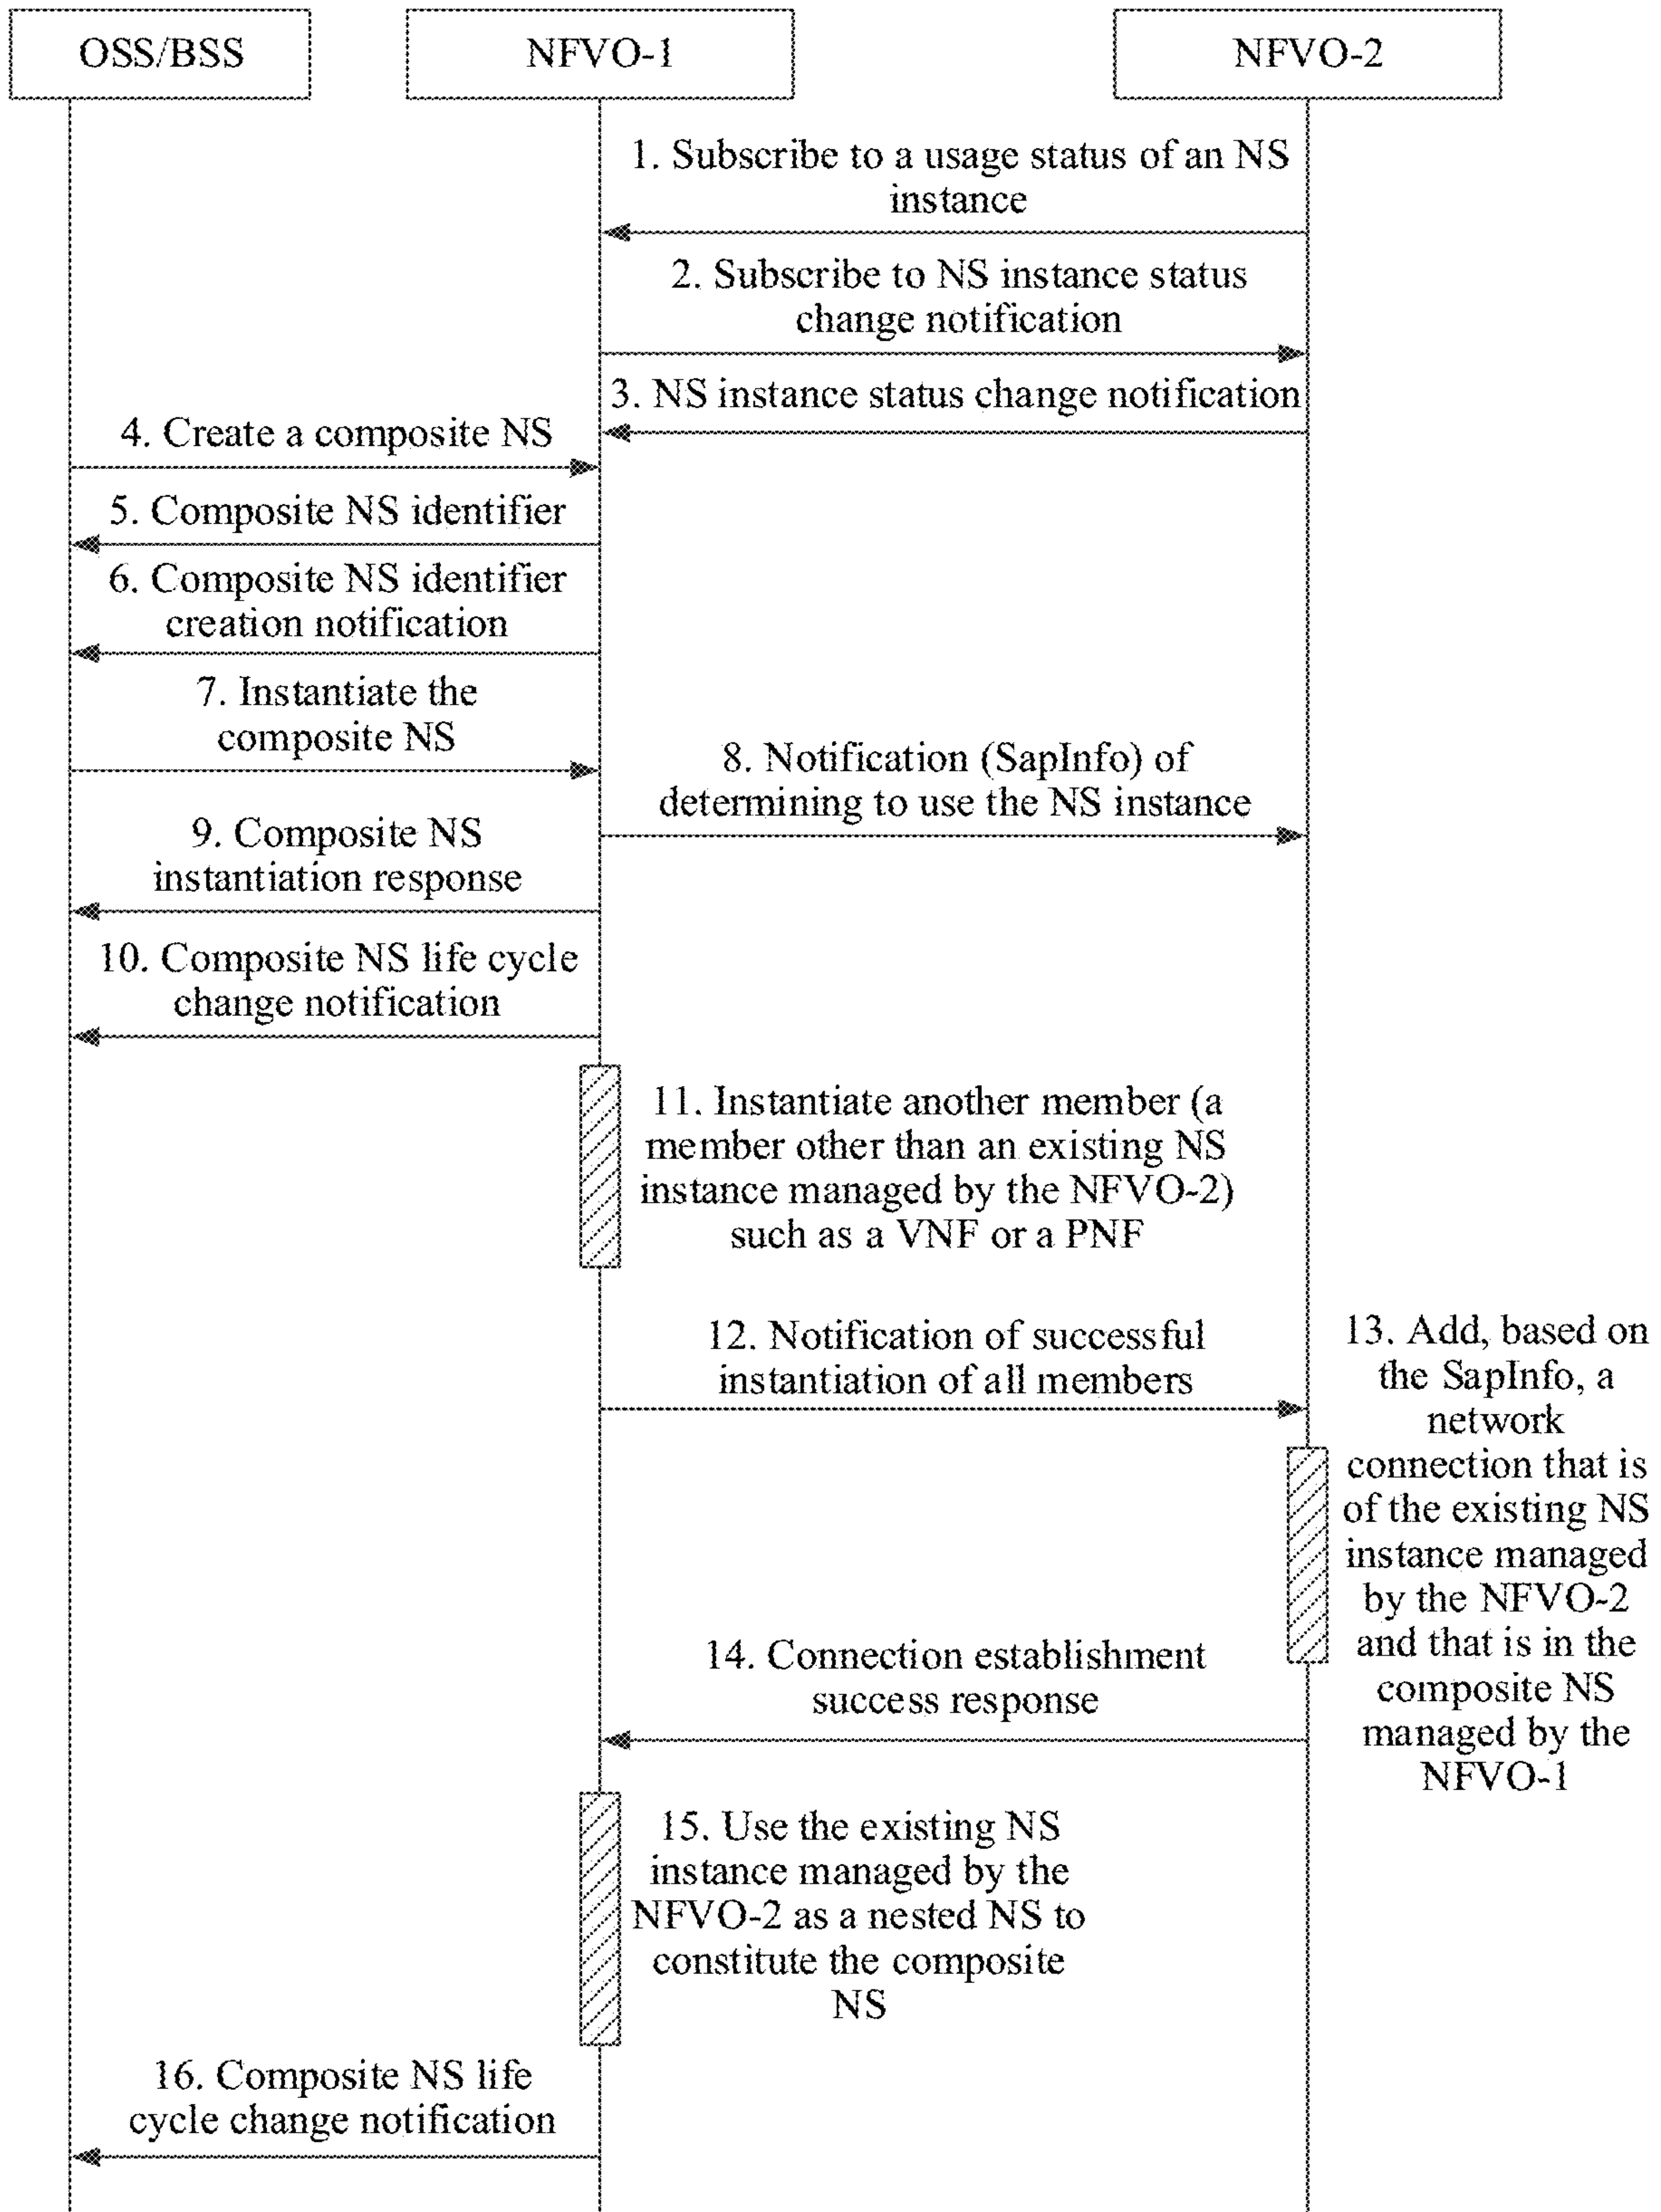 OSS/BSS
NFVO-1
NFVO-2
1. Subscribe to a usage status of an NS
instance
2. Subscribe to NS instance status
change notification
3. NS instance status change notification
4. Create a composite NS
5. Composite NS identifier
6. Composite NS identifier
creation notification
7. Instantiate the
composite NS
8. Notification (SapInfo) of
determining to use the NS instance
9. Composite NS
instantiation response
10. Composite NS life cycle
change notification
11. Instantiate another member (a
member other than an existing NS
instance managed by the NFVO-2)
such as a VNF or a PNF
12. Notification of successful
instantiation of all members
13. Add, based on
the SapInfo, a
network
connection that is
of the existing NS
instance managed
by the NFVO-2
and that is in the
composite NS
managed by the
NFVO-1
14. Connection establishment
success response
15. Use the existing NS
instance managed by the
NFVO-2 as a nested NS to
constitute the composite
NS
16. Composite NS life
cycle change notification